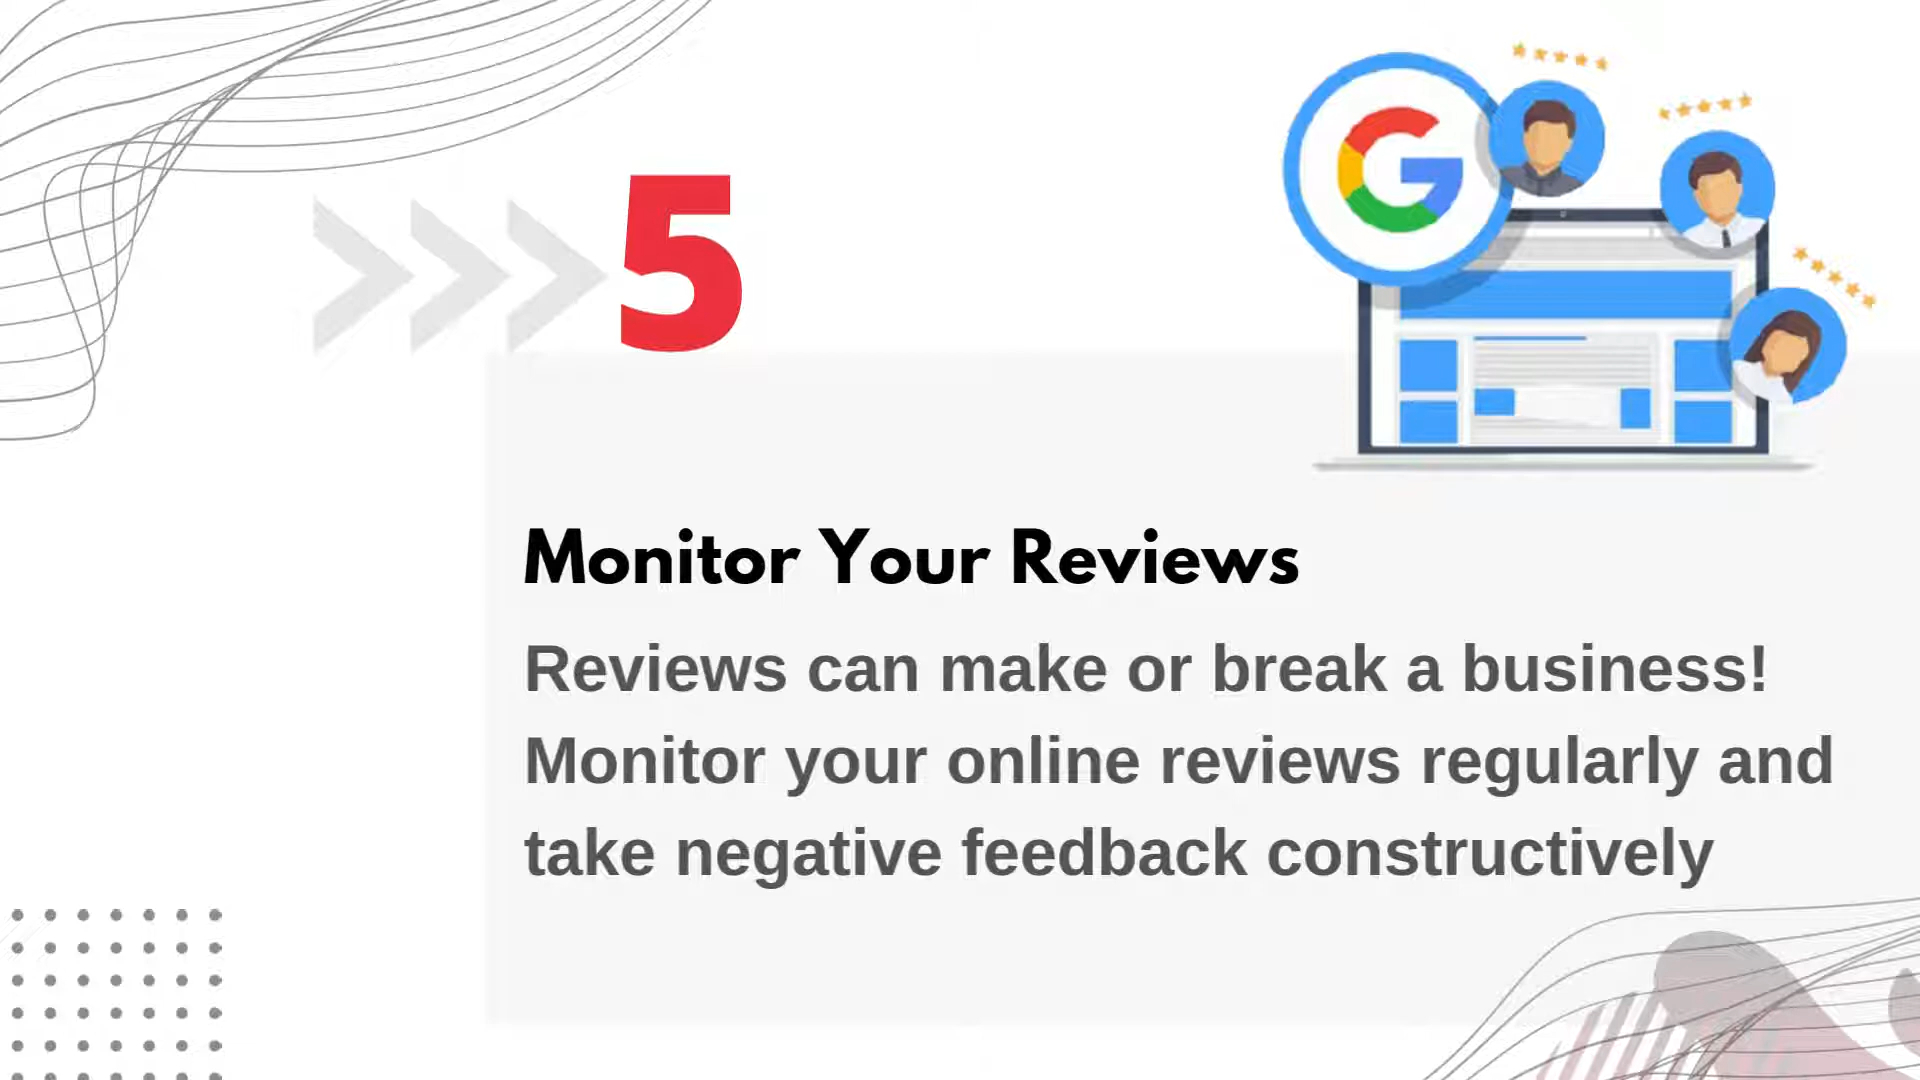 5
Monitor Your Reviews
Reviews can make or break a business!
Monitor your online reviews regularly and
take negative feedback constructively